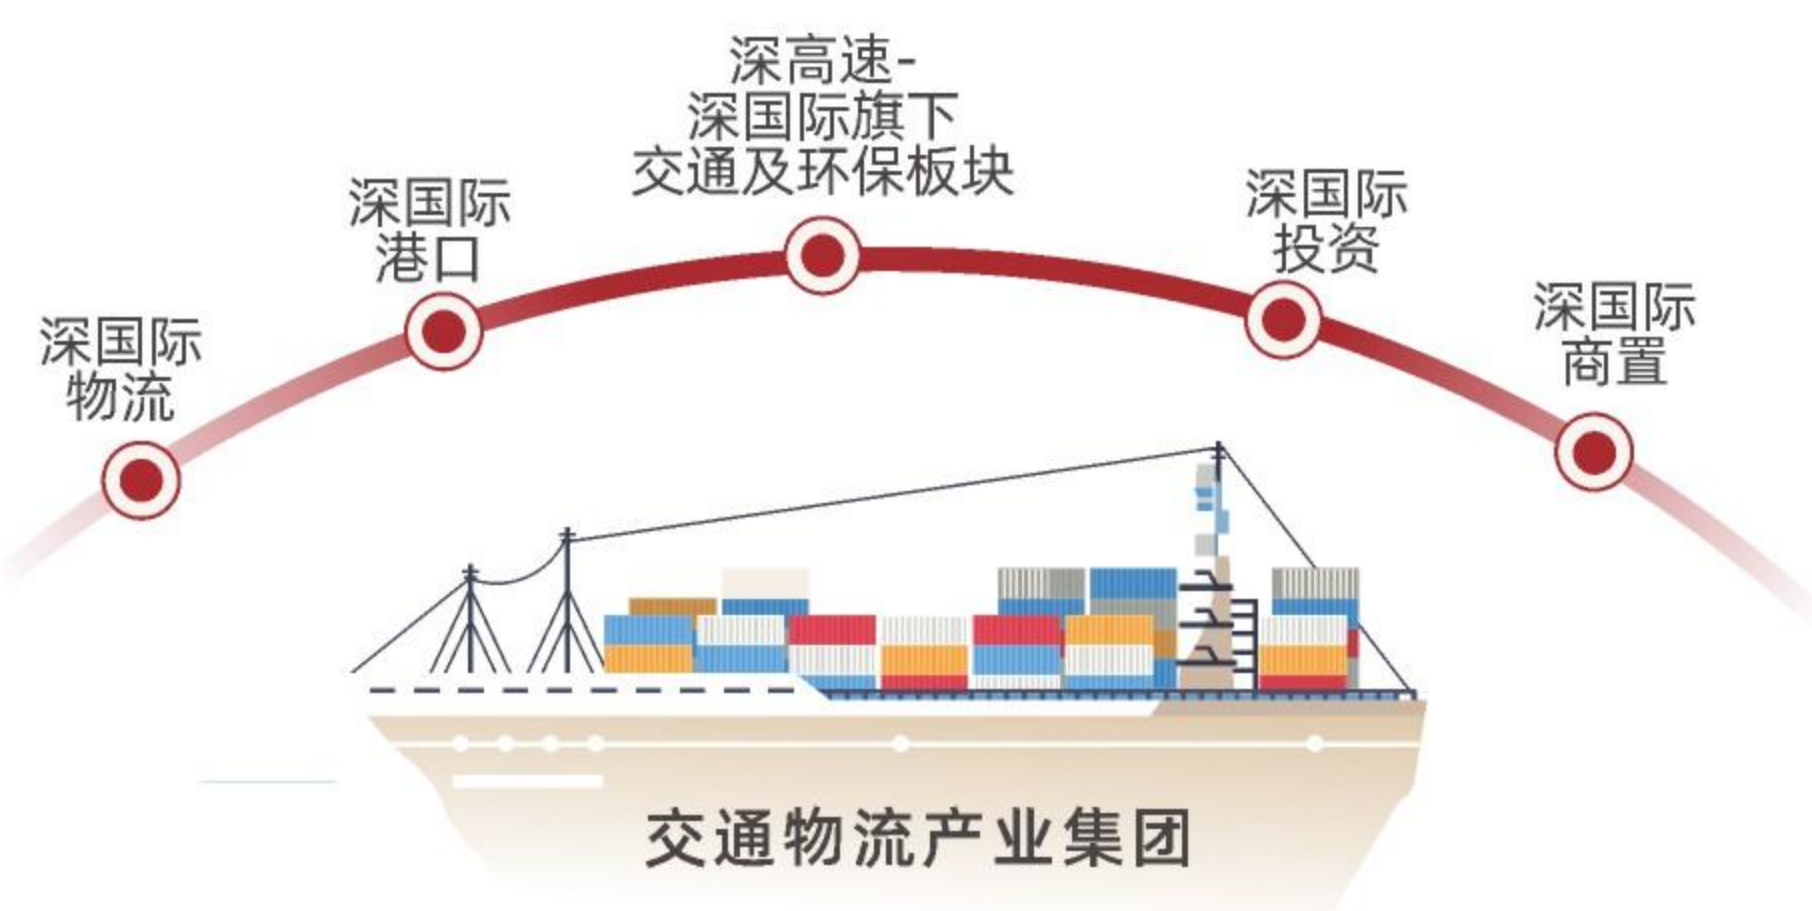 深国际
物流
深国际
港口
深高速-
深国际旗下
交通及环保板块
深国际
投资
深国际
商置
交通物流产业集团